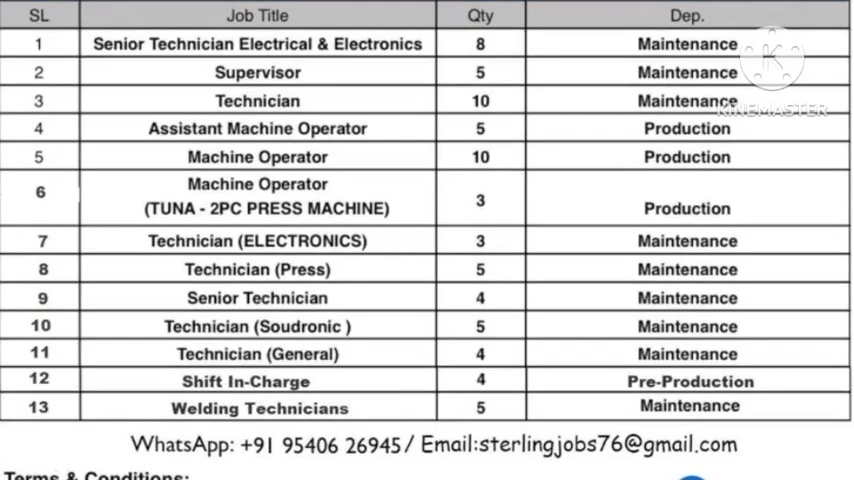 SL Job Title Qty Dep.
1 Senior Technician Electrical & Electronics 8 Maintenance
2 Supervisor 5 Maintenance
3 Technician 10 Maintenance
KINEMASTER
4 Assistant Machine Operator 5 Production
5 Machine Operator 10 Production
6 Machine Operator
(TUNA - 2PC PRESS MACHINE) 3 Production
7 Technician (ELECTRONICS) 3 Maintenance
8 Technician (Press) 5 Maintenance
9 Senior Technician 4 Maintenance
10 Technician (Soudronic ) 5 Maintenance
11 Technician (General) 4 Maintenance
12 Shift In-Charge 4 Pre-Production
13 Welding Technicians 5 Maintenance
WhatsApp: +91 95406 26945/ Email:sterlingjobs76@gmail.com
Terms & Conditions: